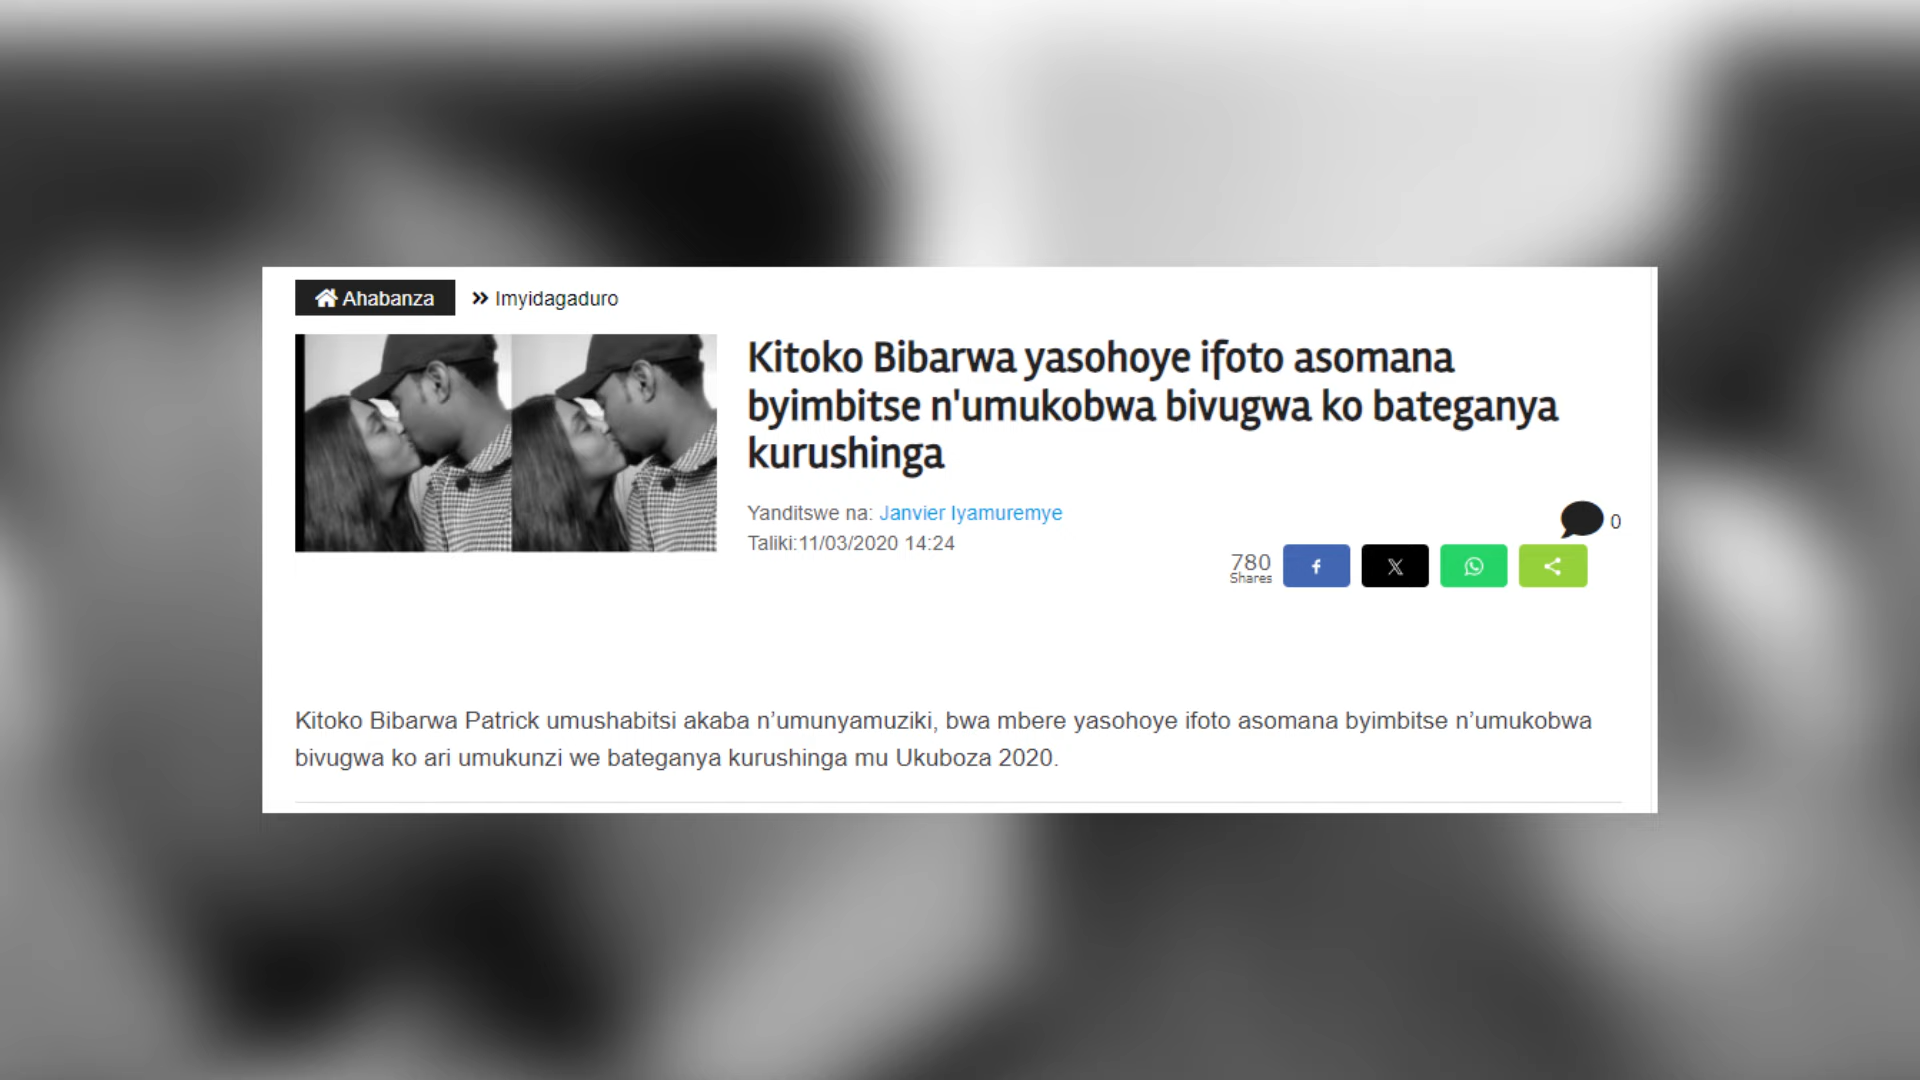 Ahabanza
Imyidagaduro
Kitoko Bibarwa yasohoye ifoto asomana
byimbitse n'umukobwa bivugwa ko bateganya
kurushinga
Yanditswe na: Janvier Iyamuremye
Taliki:11/03/2020 14:24
0
780
Shares
Kitoko Bibarwa Patrick umushabitsi akaba n’umunyamuziki, bwa mbere yasohoye ifoto asomana byimbitse n’umukobwa
bivugwa ko ari umukunzi we bateganya kurushinga mu Ukuboza 2020.